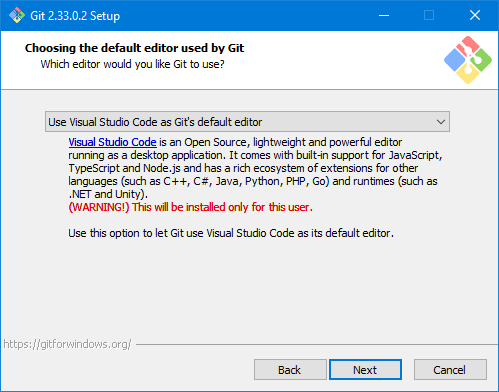 Git 2.33.0.2 Setup
Choosing the default editor used by Git
Which editor would you like Git to use?
Use Visual Studio Code as Git's default editor
Visual Studio Code is an Open Source, lightweight and powerful editor
running as a desktop application. It comes with built-in support for JavaScript,
TypeScript and Node.js and has a rich ecosystem of extensions for other
languages (such as C++, C#, Java, Python, PHP, Go) and runtimes (such as
.NET and Unity).
(WARNING!) This will be installed only for this user.
Use this option to let Git use Visual Studio Code as its default editor.
https://gitforwindows.org/
Back
Next
Cancel